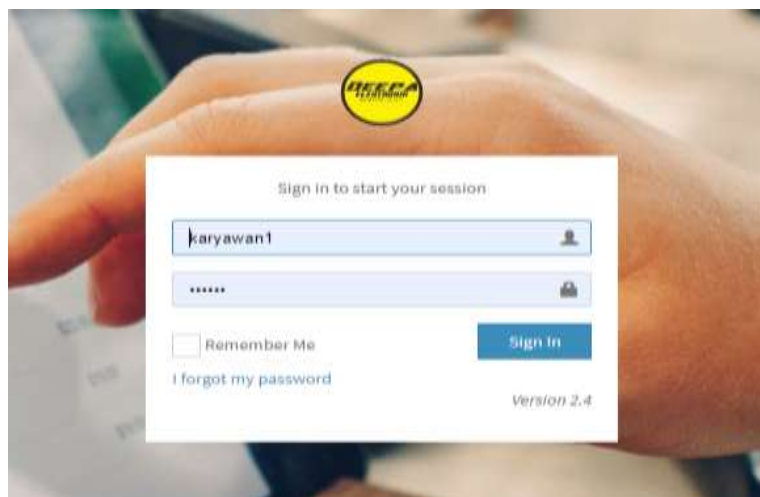 Sign in to start your session
karyawan1
••••••
Remember Me
Sign In
I forgot my password
Version 2.4